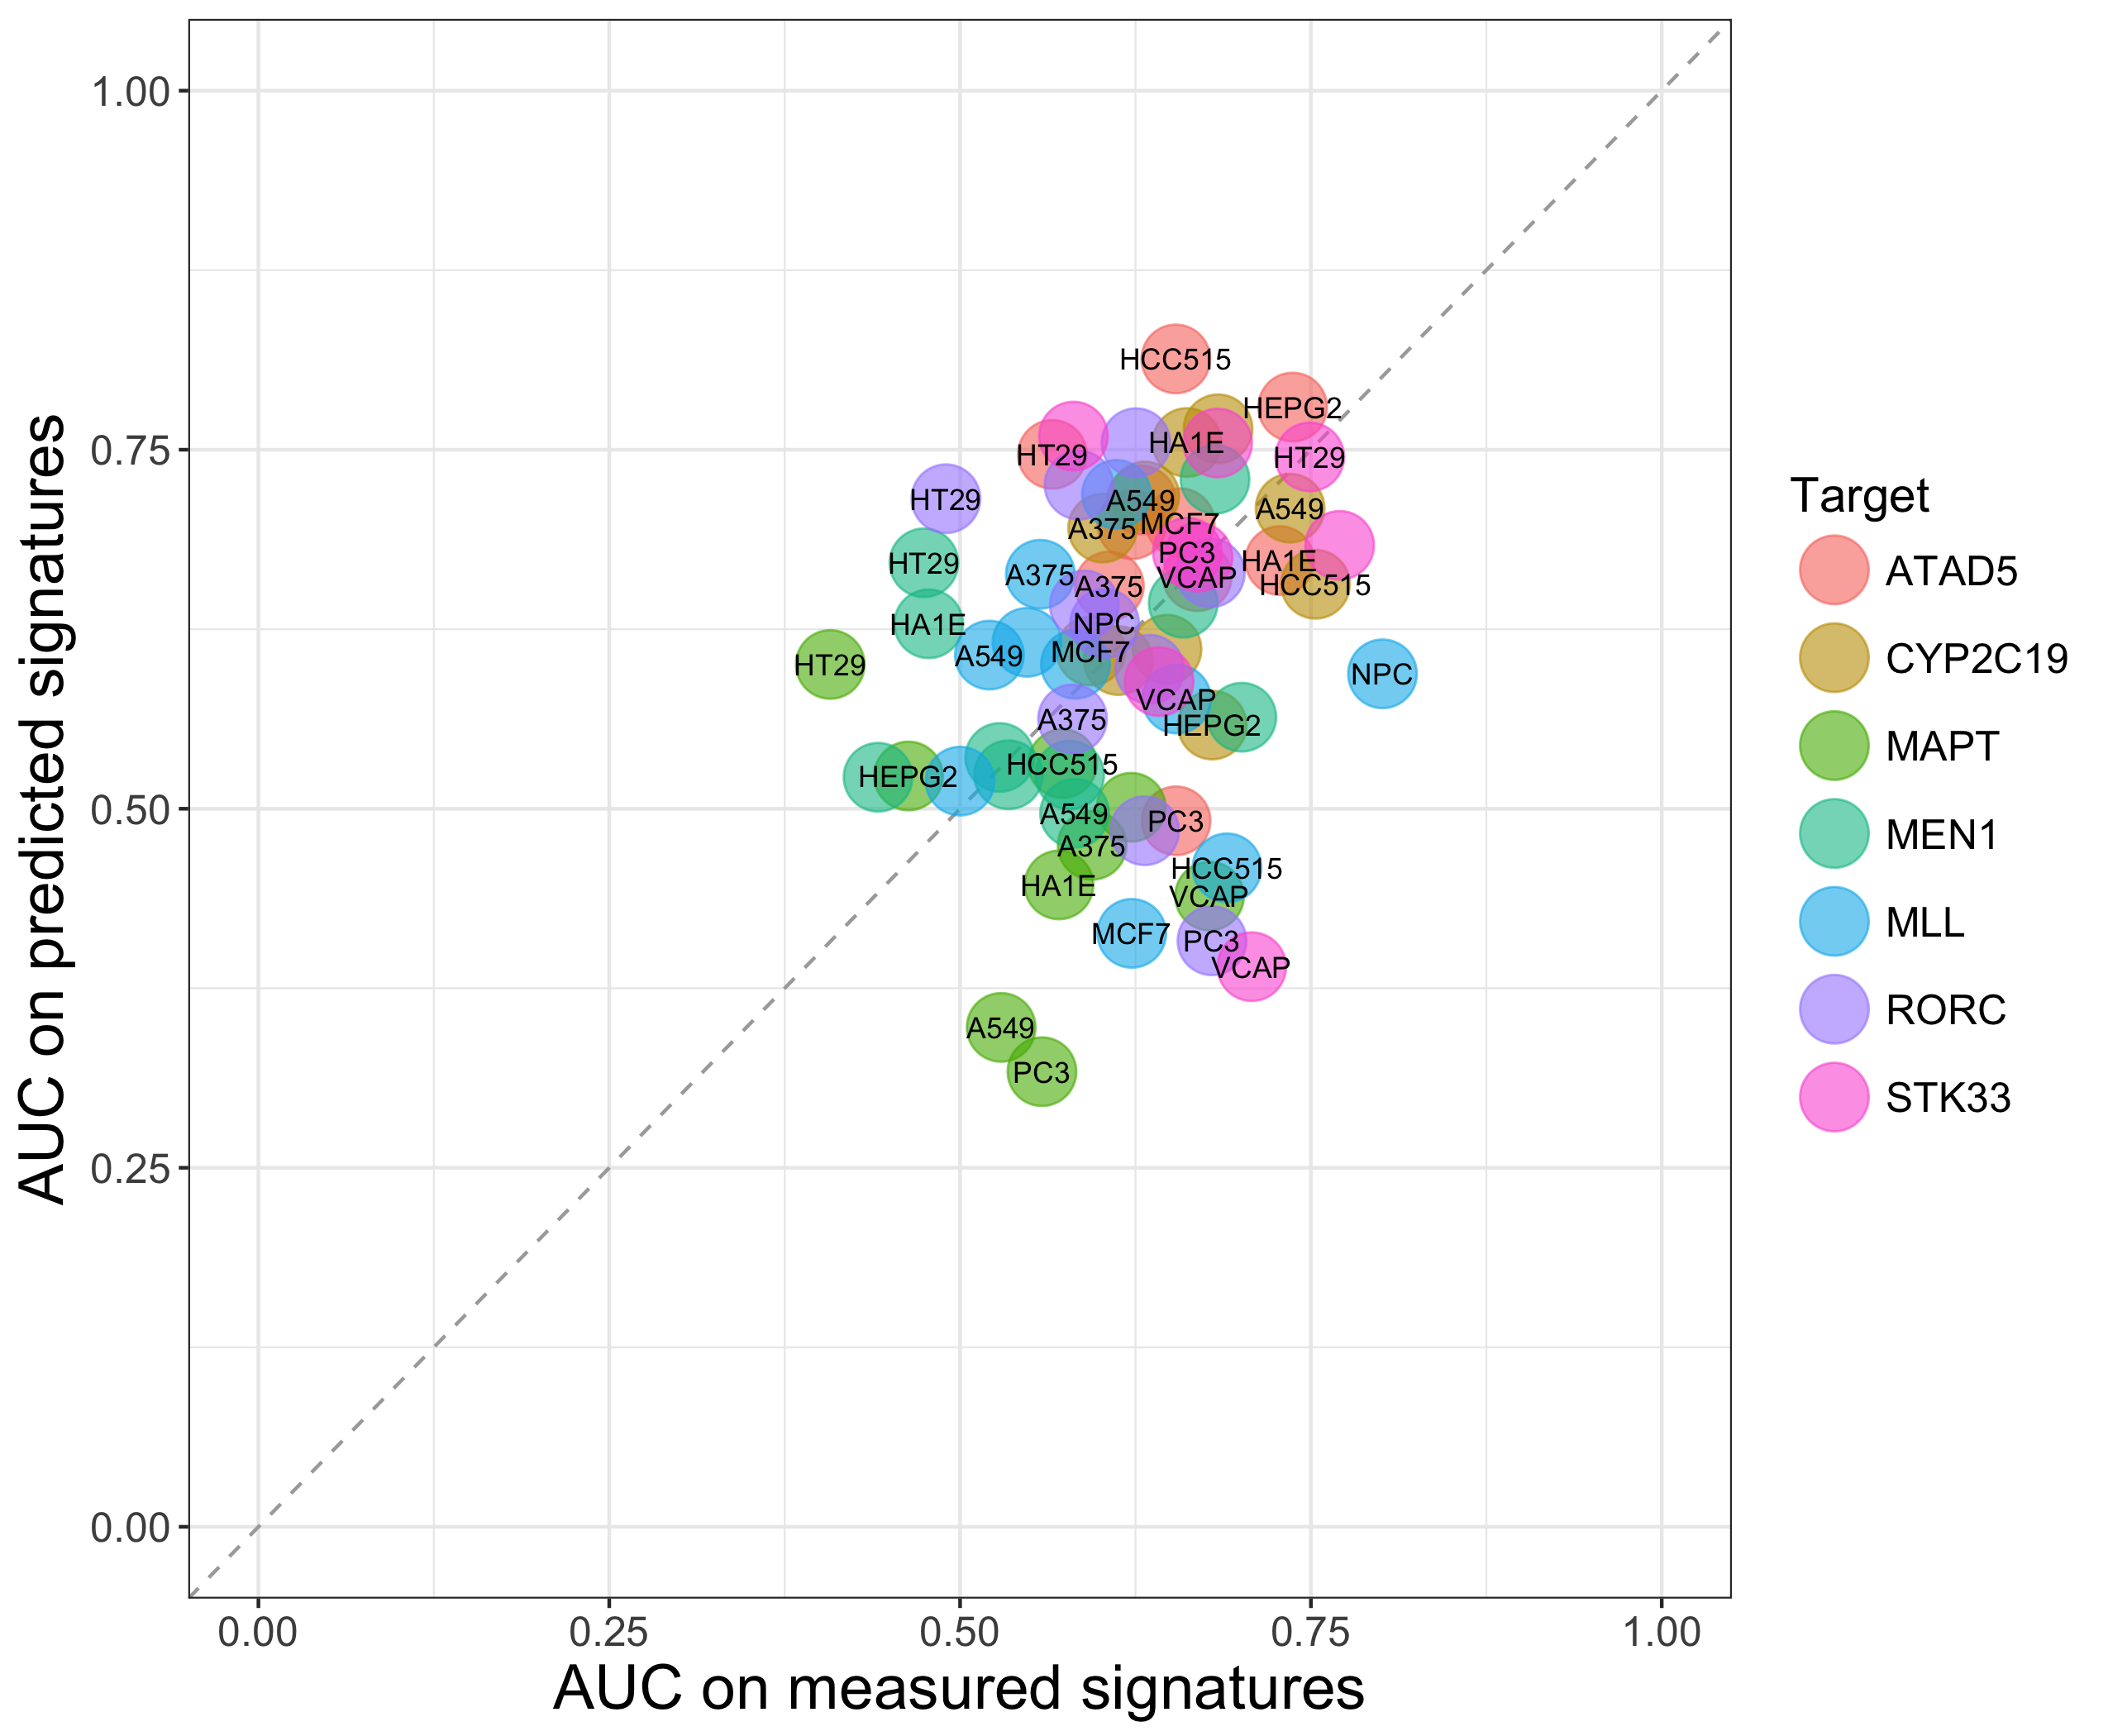 1.00
0.75
0.50
0.25
0.00
AUC on predicted signatures
HCC515
HEPG2
HA1E
HT29
HT29
HT29
A549
A549
MCF7
A375
PC3
HA1E
HT29
A375
VCAP
A375
HCC515
HA1E
NPC
MCF7
A549
HT29
NPC
VCAP
A375
HEPG2
HCC515
HEPG2
A549
PC3
A375
HCC515
HA1E
VCAP
MCF7
PC3
VCAP
A549
PC3
0.00 0.25 0.50 0.75 1.00
AUC on measured signatures
Target
ATAD5
CYP2C19
MAPT
MEN1
MLL
RORC
STK33